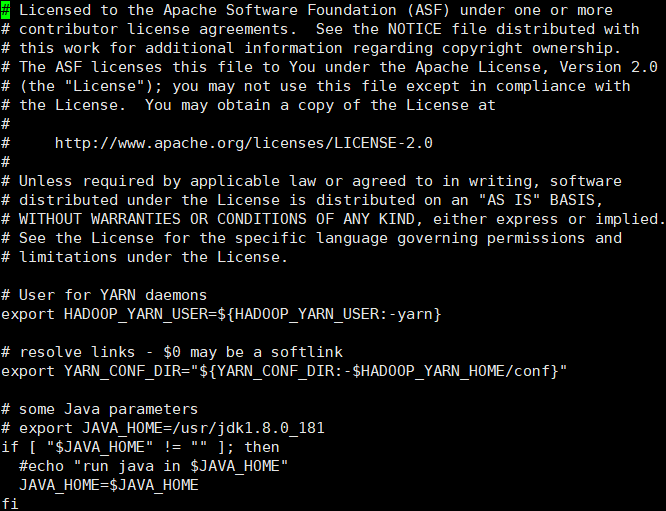 # Licensed to the Apache Software Foundation (ASF) under one or more
# contributor license agreements.  See the NOTICE file distributed with
# this work for additional information regarding copyright ownership.
# The ASF licenses this file to You under the Apache License, Version 2.0
# (the "License"); you may not use this file except in compliance with
# the License.  You may obtain a copy of the License at
#
#     http://www.apache.org/licenses/LICENSE-2.0
#
# Unless required by applicable law or agreed to in writing, software
# distributed under the License is distributed on an "AS IS" BASIS,
# WITHOUT WARRANTIES OR CONDITIONS OF ANY KIND, either express or implied.
# See the License for the specific language governing permissions and
# limitations under the License.

# User for YARN daemons
export HADOOP_YARN_USER=${HADOOP_YARN_USER:-yarn}

# resolve links - $0 may be a softlink
export YARN_CONF_DIR="${YARN_CONF_DIR:-$HADOOP_YARN_HOME/conf}"

# some Java parameters
# export JAVA_HOME=/usr/jdk1.8.0_181
if [ "$JAVA_HOME" != "" ]; then
  #echo "run java in $JAVA_HOME"
  JAVA_HOME=$JAVA_HOME
fi